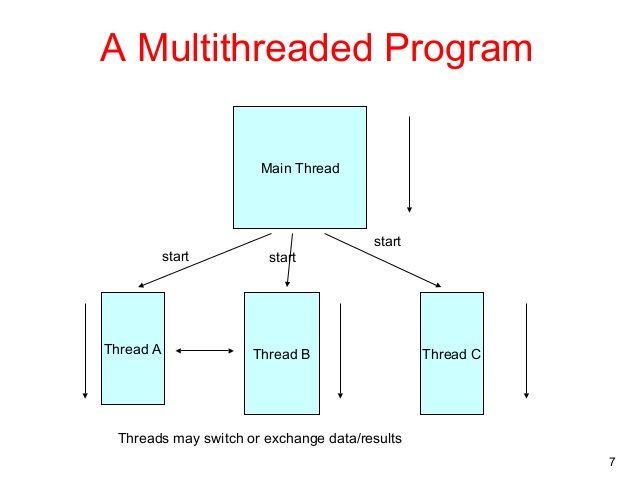 A Multithreaded Program
Main Thread
start
start
start
Thread A
Thread B
Thread C
Threads may switch or exchange data/results
7